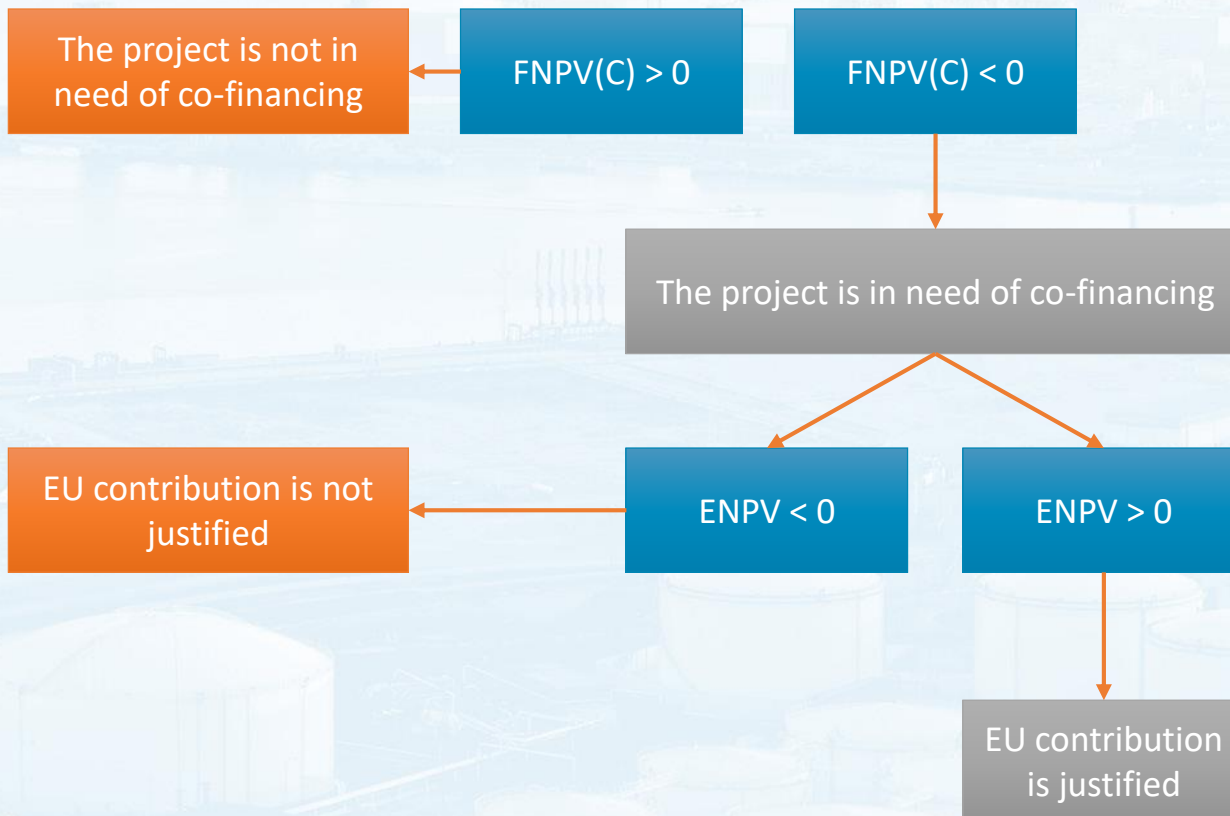 The project is not in
need of co-financing
FNPV(C) > 0
FNPV(C) < 0
The project is in need of co-financing
EU contribution is not
justified
ENPV < 0
ENPV > 0
EU contribution
is justified